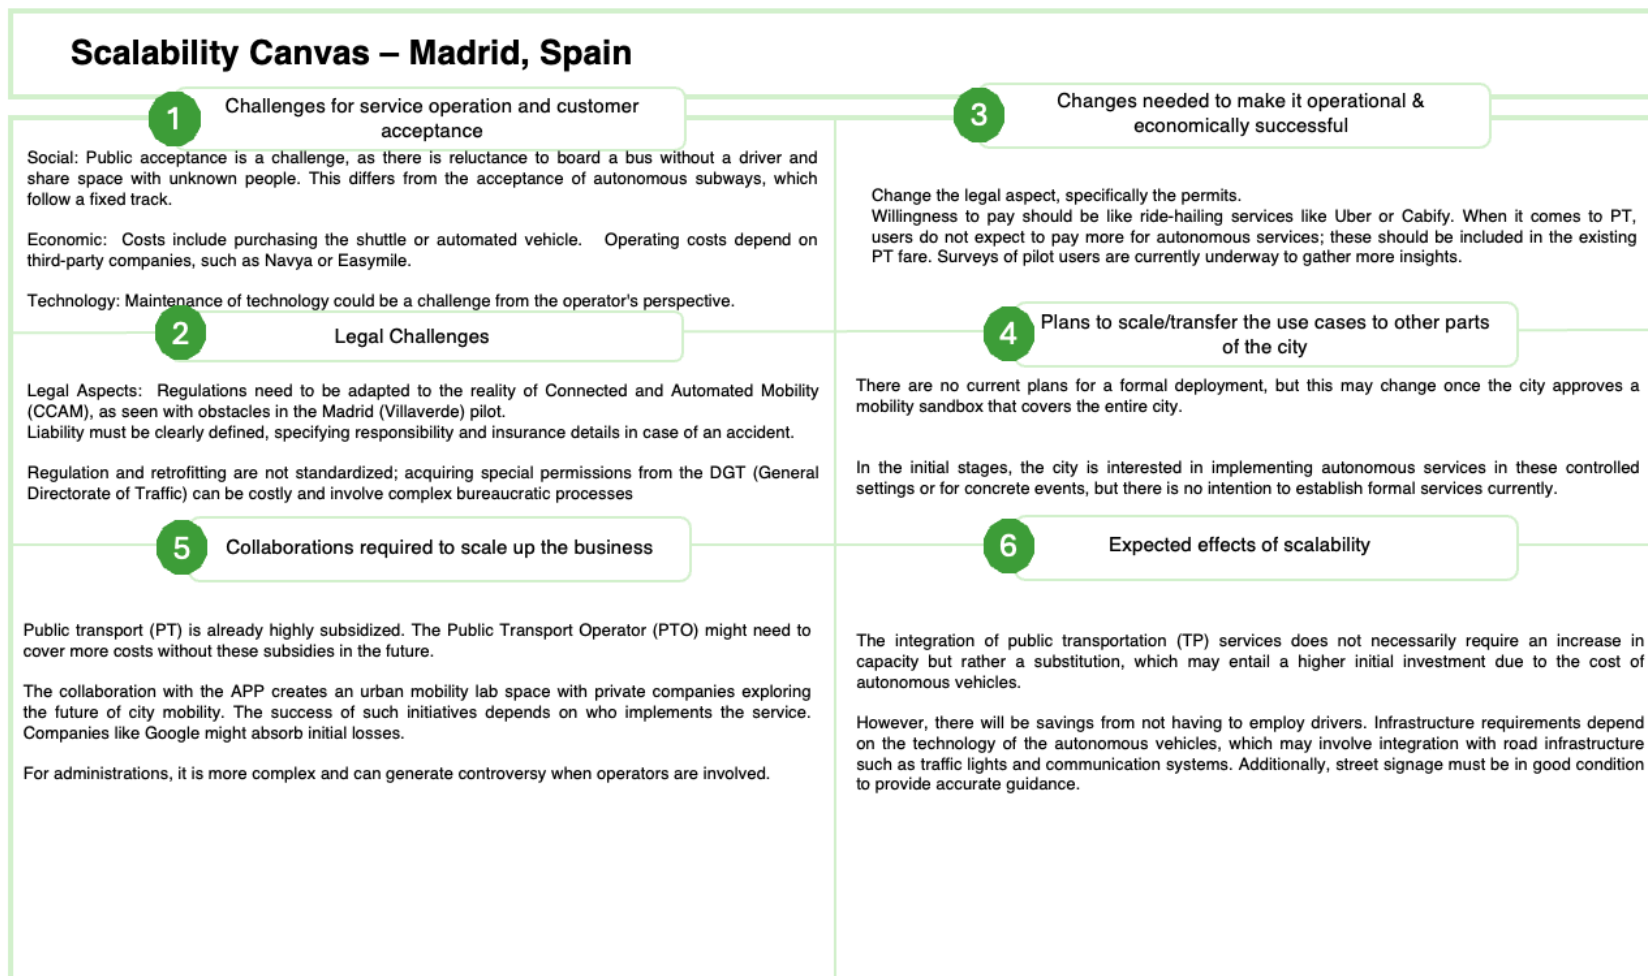 Scalability Canvas – Madrid, Spain
1
Challenges for service operation and customer
acceptance
Social: Public acceptance is a challenge, as there is reluctance to board a bus without a driver and
share space with unknown people. This differs from the acceptance of autonomous subways, which
follow a fixed track.
Economic: Costs include purchasing the shuttle or automated vehicle. Operating costs depend on
third-party companies, such as Navya or Easymile.
Technology: Maintenance of technology could be a challenge from the operator's perspective.
2
Legal Challenges
Legal Aspects: Regulations need to be adapted to the reality of Connected and Automated Mobility
(CCAM), as seen with obstacles in the Madrid (Villaverde) pilot.
Liability must be clearly defined, specifying responsibility and insurance details in case of an accident.
Regulation and retrofitting are not standardized; acquiring special permissions from the DGT (General
Directorate of Traffic) can be costly and involve complex bureaucratic processes
3
Changes needed to make it operational &
economically successful
Change the legal aspect, specifically the permits.
Willingness to pay should be like ride-hailing services like Uber or Cabify. When it comes to PT,
users do not expect to pay more for autonomous services; these should be included in the existing
PT fare. Surveys of pilot users are currently underway to gather more insights.
4
Plans to scale/transfer the use cases to other parts
of the city
There are no current plans for a formal deployment, but this may change once the city approves a
mobility sandbox that covers the entire city.
In the initial stages, the city is interested in implementing autonomous services in these controlled
settings or for concrete events, but there is no intention to establish formal services currently.
5
Collaborations required to scale up the business
Public transport (PT) is already highly subsidized. The Public Transport Operator (PTO) might need to
cover more costs without these subsidies in the future.
The collaboration with the APP creates an urban mobility lab space with private companies exploring
the future of city mobility. The success of such initiatives depends on who implements the service.
Companies like Google might absorb initial losses.
For administrations, it is more complex and can generate controversy when operators are involved.
6
Expected effects of scalability
The integration of public transportation (TP) services does not necessarily require an increase in
capacity but rather a substitution, which may entail a higher initial investment due to the cost of
autonomous vehicles.
However, there will be savings from not having to employ drivers. Infrastructure requirements depend
on the technology of the autonomous vehicles, which may involve integration with road infrastructure
such as traffic lights and communication systems. Additionally, street signage must be in good condition
to provide accurate guidance.